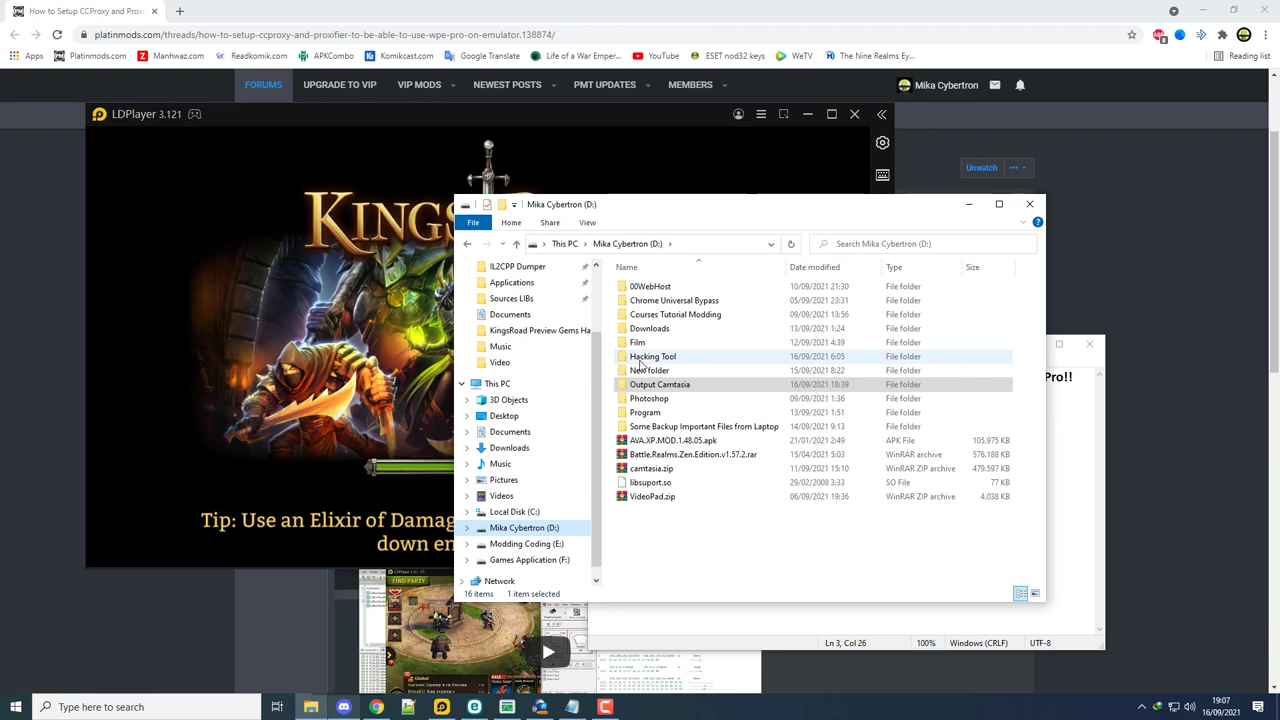 How to Setup CCProxy and Proxi
platinmods.com/threads/how-to-setup-ccproxy-and-proxifier-to-be-able-to-use-wpe-pro-on-emulator.138874/
Apps Platinmods.com Manhwaz.com Readkomik.com APKCombo Komikcast.com Google Translate Life of a War Emper... YouTube ESET nod32 keys WeTV The Nine Realms Ey... Reading list
FORUMS UPGRADE TO VIP VIP MODS NEWEST POSTS PMT UPDATES MEMBERS Mika Cybertron
LDPlayer 3.121
Unwatch
KINGS
Mika Cybertron (D:)
File Home Share View
This PC Mika Cybertron (D:) Search Mika Cybertron (D:)
Name Date modified Type Size
IL2CPP Dumper
Applications
Sources LIBs
Documents
KingsRoad Preview Gems Ha
Music
Video
This PC
3D Objects
Desktop
Documents
Downloads
Music
Pictures
Videos
Local Disk (C:)
Mika Cybertron (D:)
Modding Coding (E:)
Games Application (F:)
Network
00WebHost 10/09/2021 21:30 File folder
Chrome Universal Bypass 05/09/2021 23:31 File folder
Courses Tutorial Modding 09/09/2021 13:56 File folder
Downloads 13/09/2021 1:24 File folder
Film 12/09/2021 4:39 File folder
Hacking Tool 16/09/2021 6:05 File folder
New folder 15/09/2021 8:22 File folder
Output Camtasia 16/09/2021 18:39 File folder
Photoshop 09/09/2021 1:36 File folder
Program 13/09/2021 1:51 File folder
Some Backup Important Files from Laptop 14/09/2021 9:13 File folder
AVA.XP.MOD.1.48.05.apk 21/01/2021 2:49 APK File 105.975 KB
Battle.Realms.Zen.Edition.v1.57.2.rar 15/04/2021 5:03 WinRAR archive 576.188 KB
camtasia.zip 11/09/2021 15:10 WinRAR ZIP archive 479.597 KB
libsuport.so 29/02/2008 3:33 SO File 77 KB
VideoPad.zip 06/09/2021 19:36 WinRAR ZIP archive 4.038 KB
16 items 1 item selected
Pro!!
Tip: Use an Elixir of Damag
down en
FIND PARTY
Global
Ln 3, Col 26 100% Windows (CRLF) UTF-8
Type here to search
19:07
16/09/2021